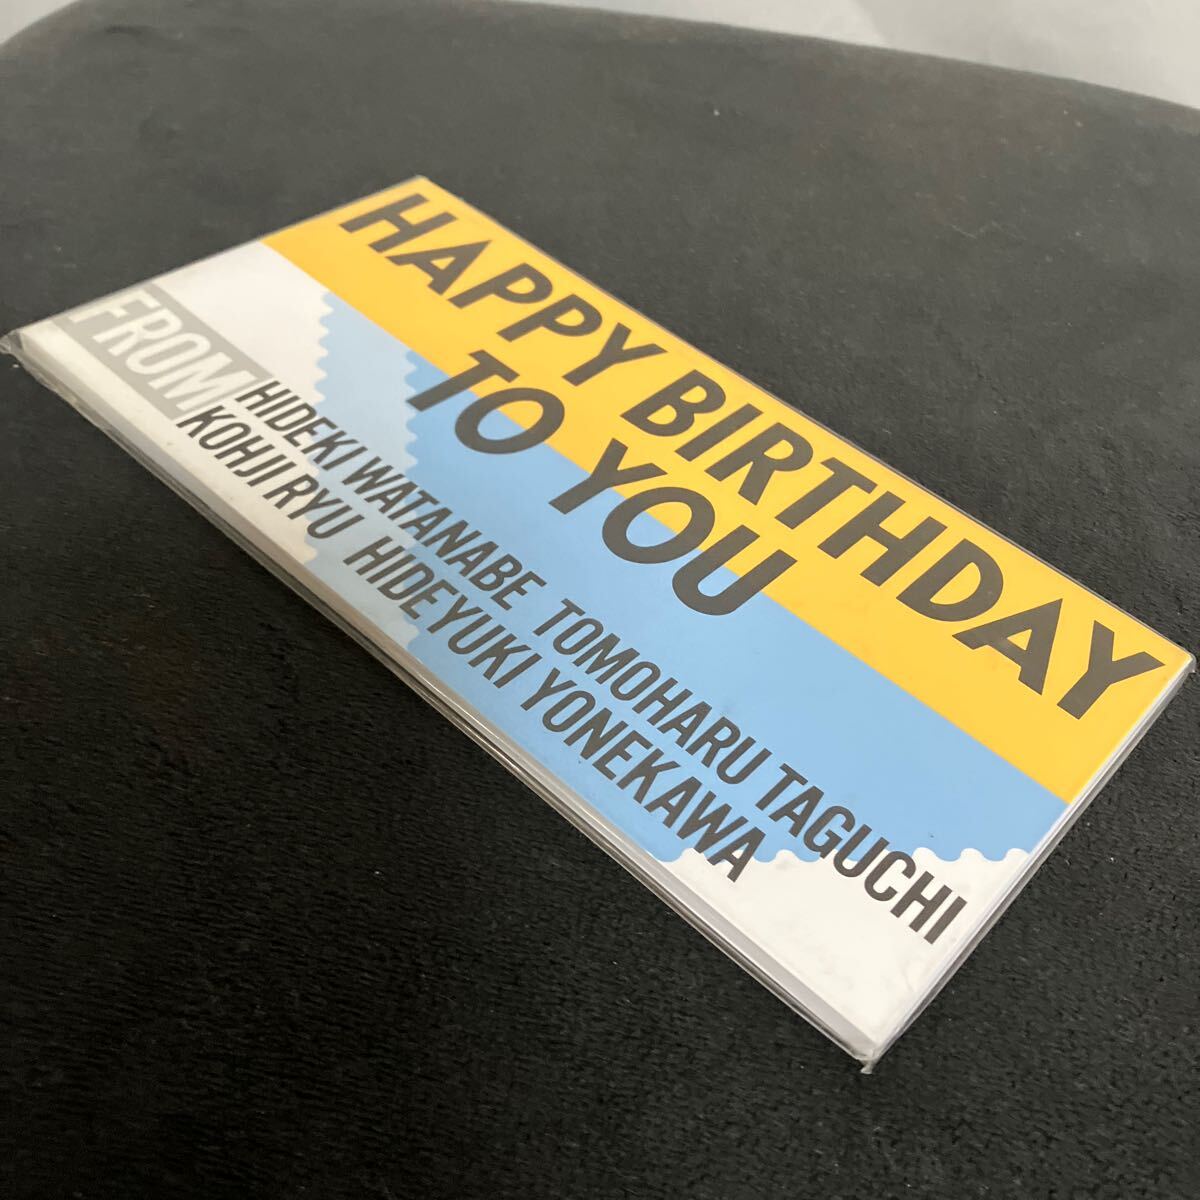 HAPPY BIRTHDAY
TO YOU
FROM
HIDEKI WATANABE TOMOHARU TAGUCHI
KOHJI RYU HIDEYUKI YONEKAWA